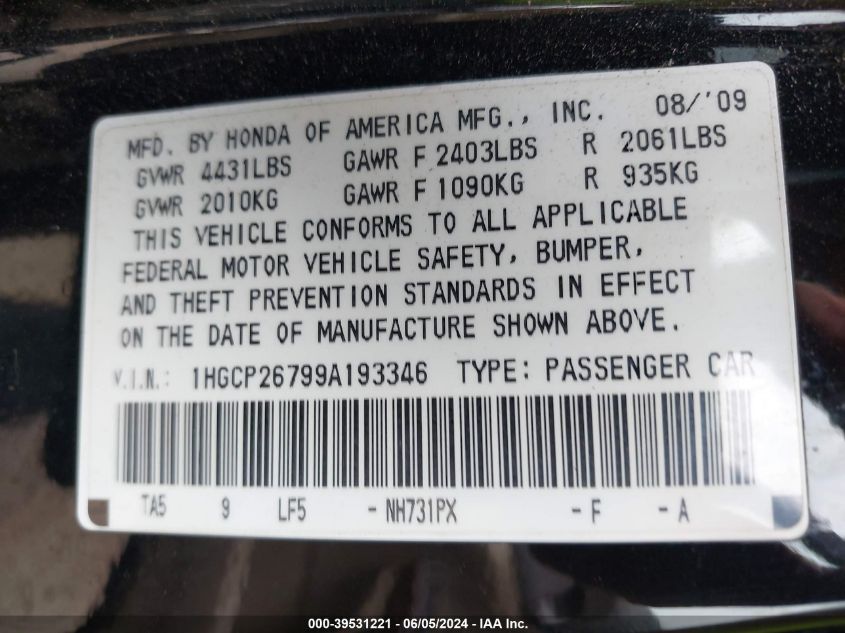 MFD. BY HONDA OF AMERICA MFG., INC. 08/'09
GVWR 4431LBS GAWR F 2403LBS R 2061LBS
GVWR 2010KG GAWR F 1090KG R 935KG
THIS VEHICLE CONFORMS TO ALL APPLICABLE
FEDERAL MOTOR VEHICLE SAFETY, BUMPER,
AND THEFT PREVENTION STANDARDS IN EFFECT
ON THE DATE OF MANUFACTURE SHOWN ABOVE.
V.I.N.: 1HGCP26799A193346 TYPE: PASSENGER CAR
TA5 9 LF5 - NH731PX - F - A
000-39531221 - 06/05/2024 - IAA Inc.